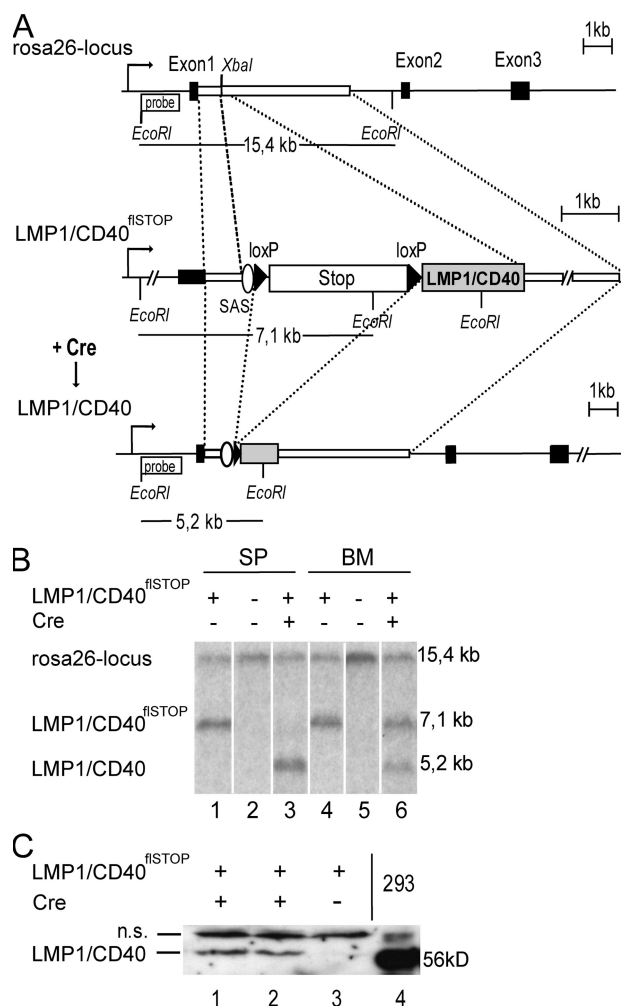 A
rosa26-locus
Exon1 XbaI Exon2 Exon3 1kb
probe
EcoRI EcoRI
15,4 kb
1kb
LMP1/CD40flSTOP
loxP loxP
Stop LMP1/CD40
SAS
EcoRI EcoRI EcoRI
7,1 kb
+ Cre
LMP1/CD40
1kb
probe
EcoRI EcoRI
5,2 kb
B
SP BM
LMP1/CD40flSTOP + - + + - +
Cre - - + - - +
rosa26-locus 15,4 kb
LMP1/CD40flSTOP 7,1 kb
LMP1/CD40 5,2 kb
1 2 3 4 5 6
C
LMP1/CD40flSTOP + + + 293
Cre + + -
n.s.
LMP1/CD40 56kD
1 2 3 4